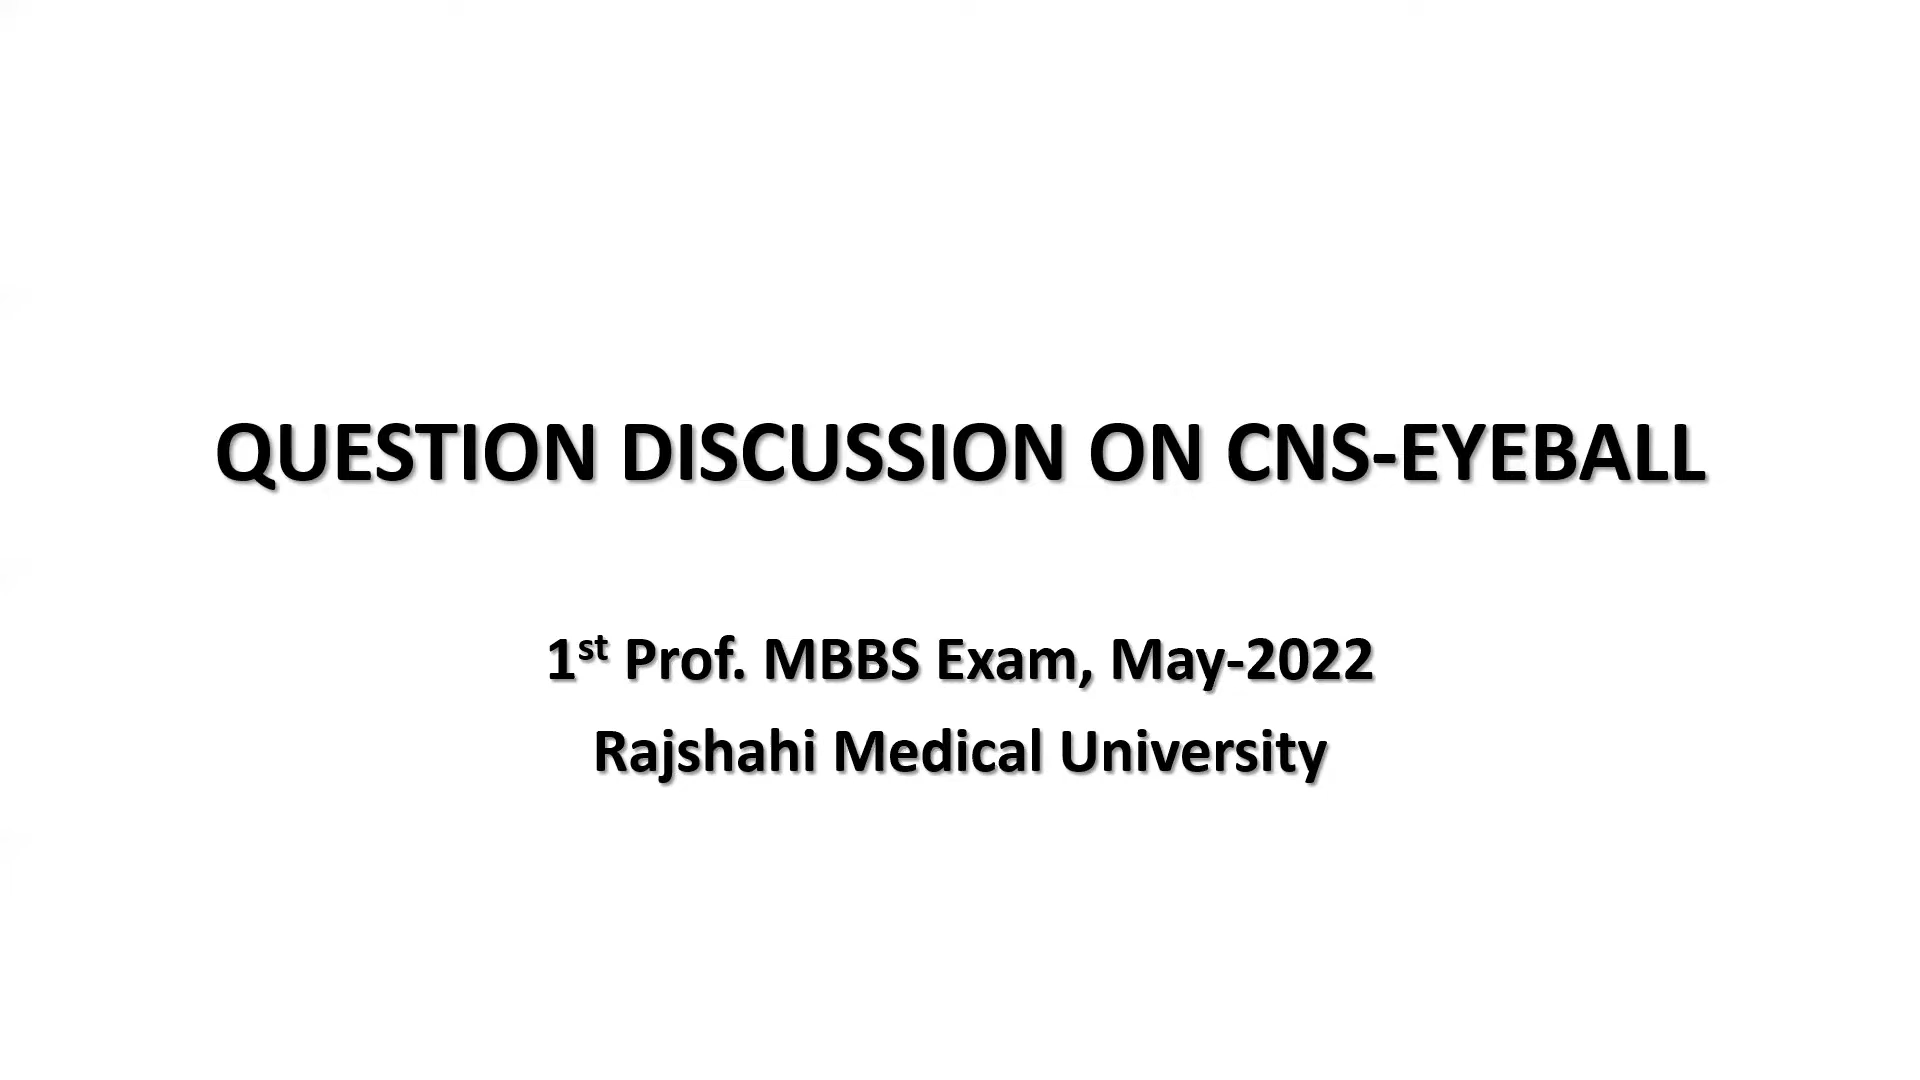 QUESTION DISCUSSION ON CNS-EYEBALL
1st Prof. MBBS Exam, May-2022
Rajshahi Medical University